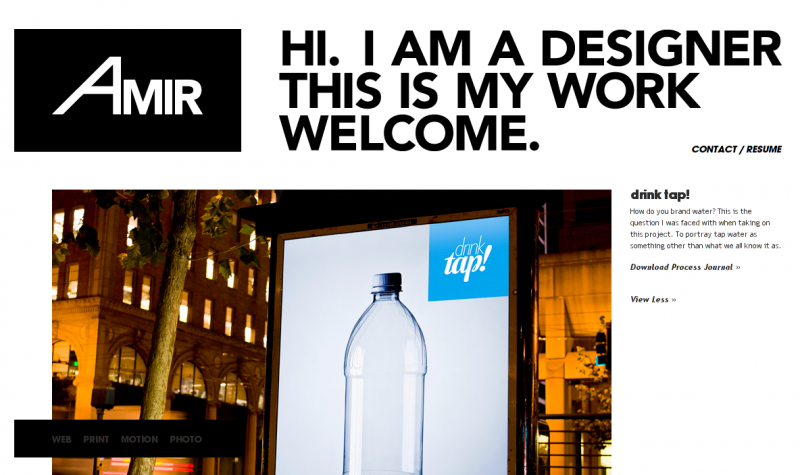 AMIR
HI. I AM A DESIGNER
THIS IS MY WORK
WELCOME.
CONTACT / RESUME
drink tap!
How do you brand water? This is the
question I was faced with when taking on
this project. To portray tap water as
something other than what we all know it as.
Download Process Journal »
View Less »
drink
tap!
WEB PRINT MOTION PHOTO